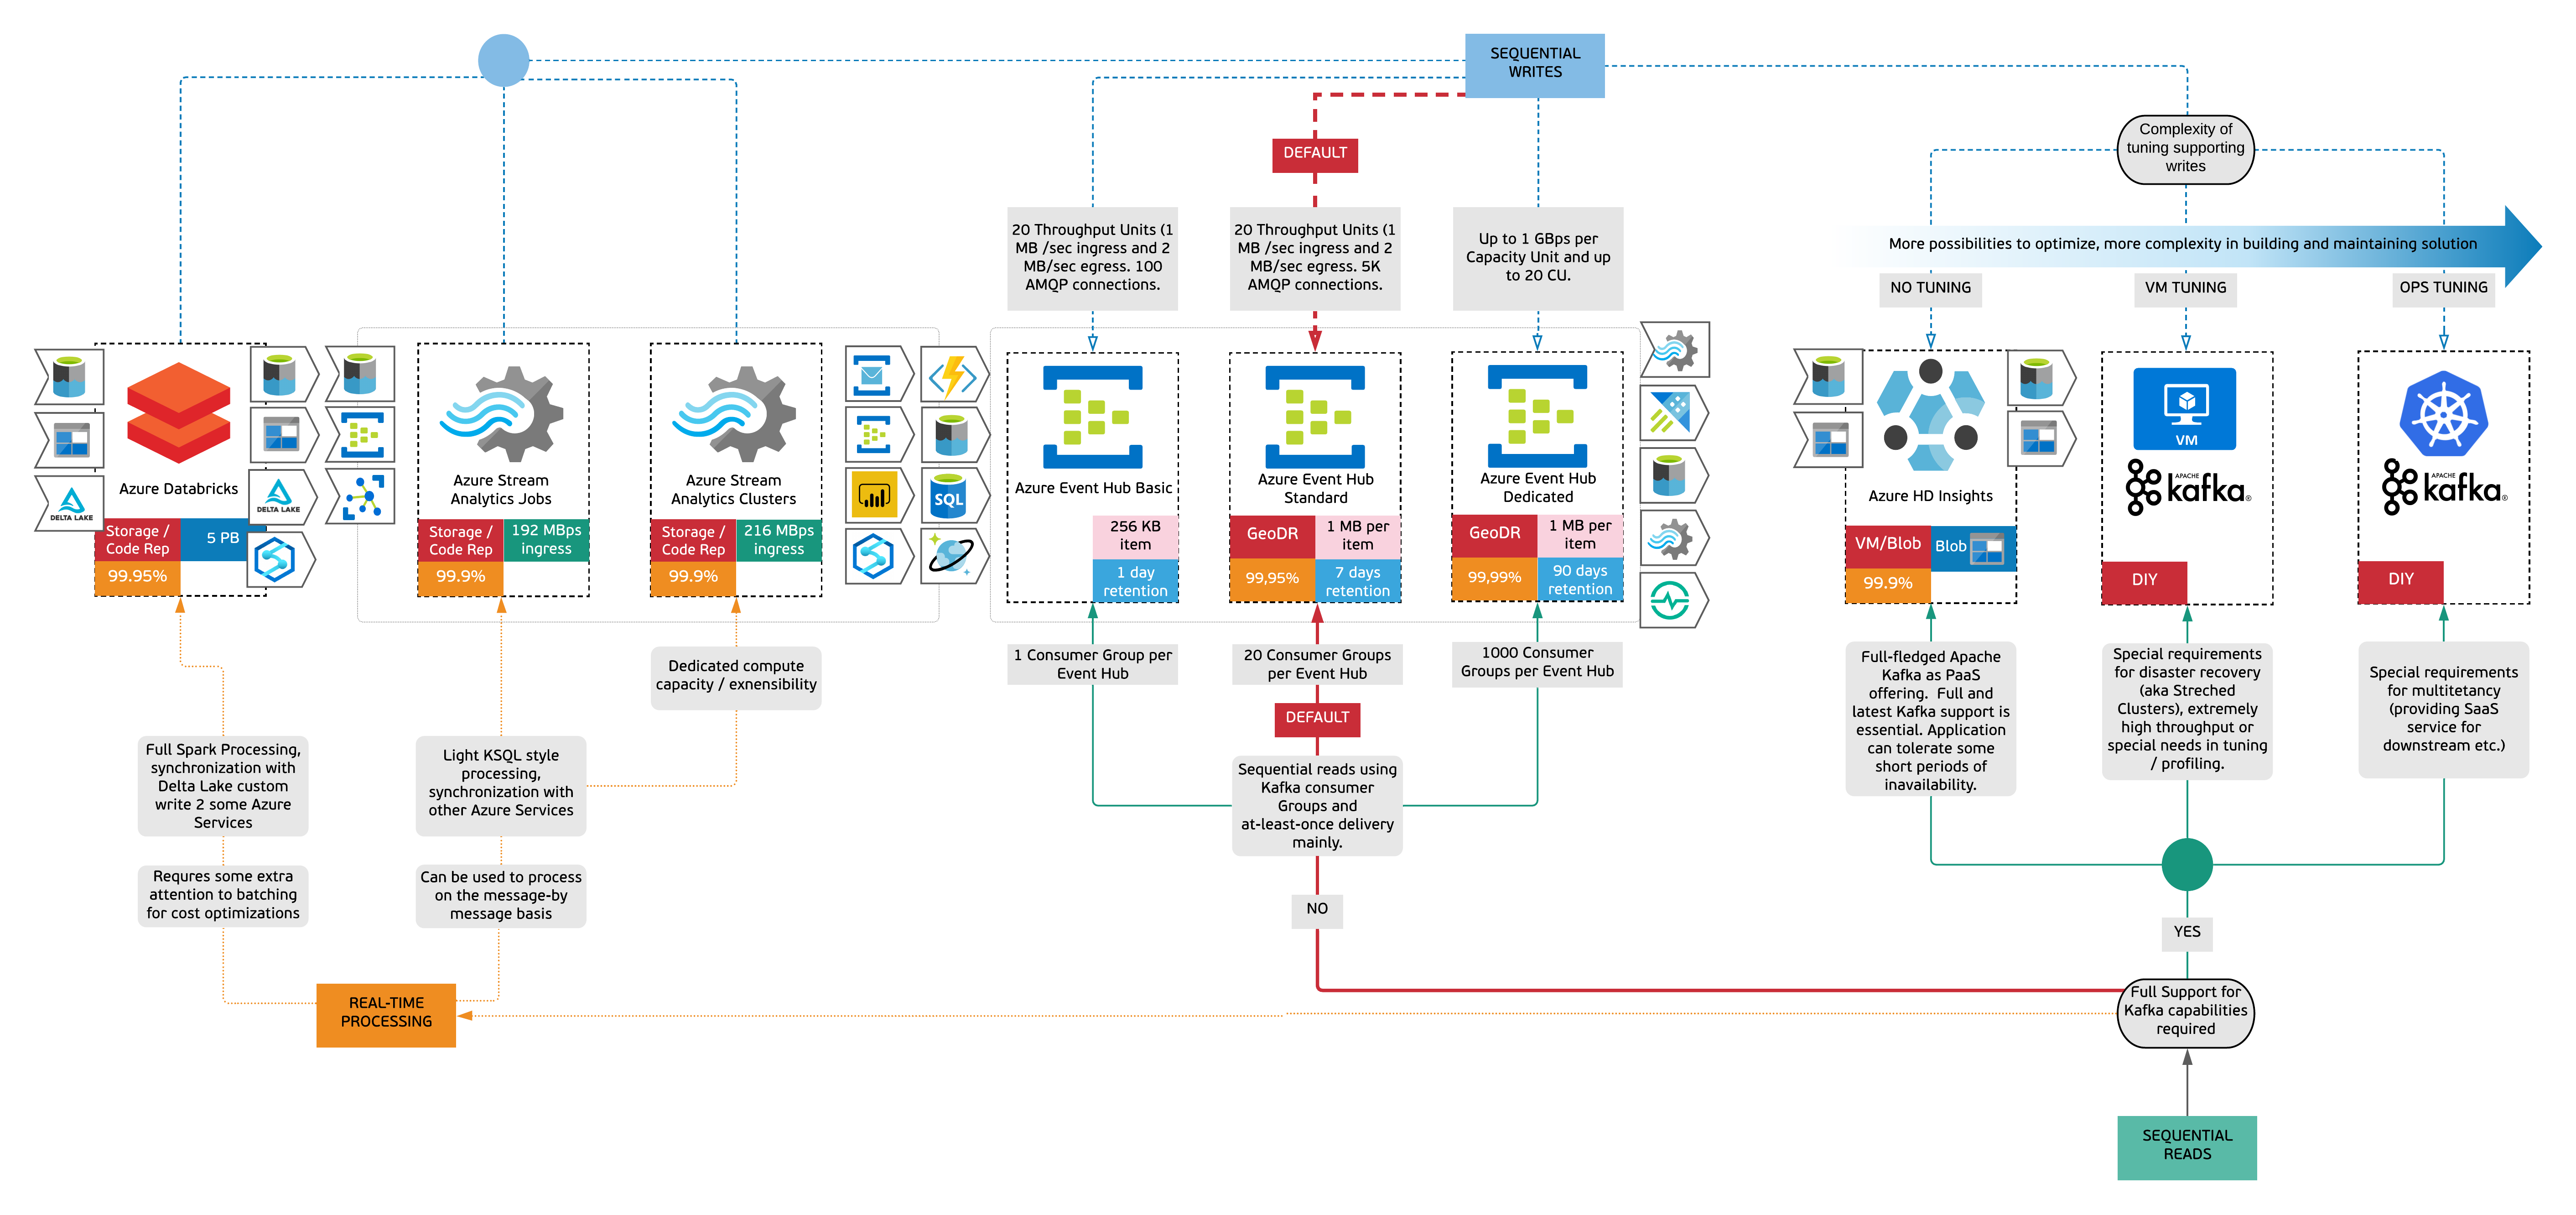 SEQUENTIAL
WRITES
DEFAULT
Complexity of
tuning supporting
writes
20 Throughput Units (1
MB /sec ingress and 2
MB/sec egress. 100
AMQP connections.
20 Throughput Units (1
MB /sec ingress and 2
MB/sec egress. 5K
AMQP connections.
Up to 1 GBps per
Capacity Unit and up
to 20 CU.
More possibilities to optimize, more complexity in building and maintaining solution
NO TUNING
VM TUNING
OPS TUNING
Azure Databricks
DELTA LAKE
DELTA LAKE
Storage /
Code Rep
5 PB
99.95%
Azure Stream
Analytics Jobs
Storage /
Code Rep
192 MBps
ingress
99.9%
Azure Stream
Analytics Clusters
Storage /
Code Rep
216 MBps
ingress
99.9%
SQL
Azure Event Hub Basic
256 KB
item
1 day
retention
Azure Event Hub
Standard
GeoDR
1 MB per
item
99,95%
7 days
retention
Azure Event Hub
Dedicated
GeoDR
1 MB per
item
99,99%
90 days
retention
Azure HD Insights
VM/Blob
Blob
99.9%
VM
APACHE
kafka®
DIY
APACHE
kafka®
DIY
Dedicated compute
capacity / exnensibility
1 Consumer Group per
Event Hub
20 Consumer Groups
per Event Hub
1000 Consumer
Groups per Event Hub
DEFAULT
Full-fledged Apache
Kafka as PaaS
offering. Full and
latest Kafka support is
essential. Application
can tolerate some
short periods of
inavailability.
Special requirements
for disaster recovery
(aka Streched
Clusters), extremely
high throughput or
special needs in tuning
/ profiling.
Special requirements
for multitetancy
(providing SaaS
service for
downstream etc.)
Full Spark Processing,
synchronization with
Delta Lake custom
write 2 some Azure
Services
Light KSQL style
processing,
synchronization with
other Azure Services
Sequential reads using
Kafka consumer
Groups and
at-least-once delivery
mainly.
Requres some extra
attention to batching
for cost optimizations
Can be used to process
on the message-by
message basis
NO
YES
REAL-TIME
PROCESSING
Full Support for
Kafka capabilities
required
SEQUENTIAL
READS